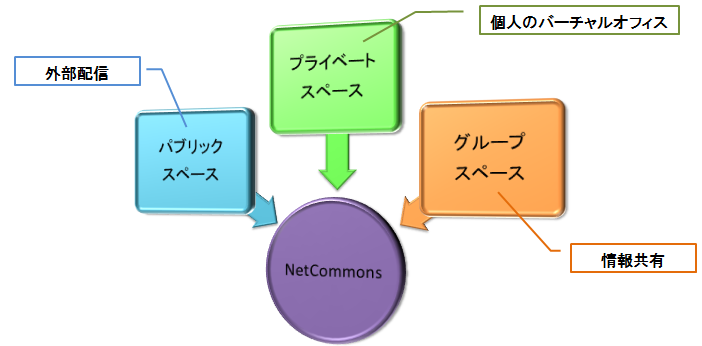 個人のバーチャルオフィス
外部配信
プライベート
スペース
パブリック
スペース
グループ
スペース
NetCommons
情報共有